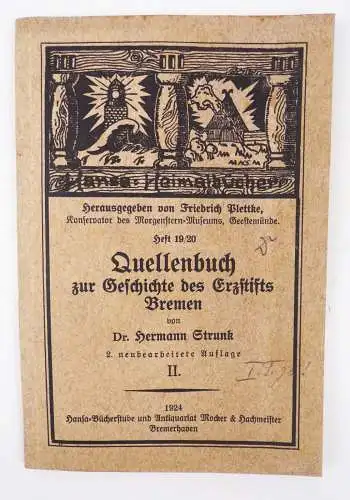 Hansa-Heimatbücher
Herausgegeben von Friedrich Plettke,
Konservator des Morgenstern-Museums, Geestemünde.
Heft 19/20
Quellenbuch
zur Geschichte des Erzstifts
Bremen
von
Dr. Hermann Strunk
2. neubearbeitete Auflage
II.
1924
Hansa-Bücherstube und Antiquariat Mocker & Hachmeister
Bremerhaven